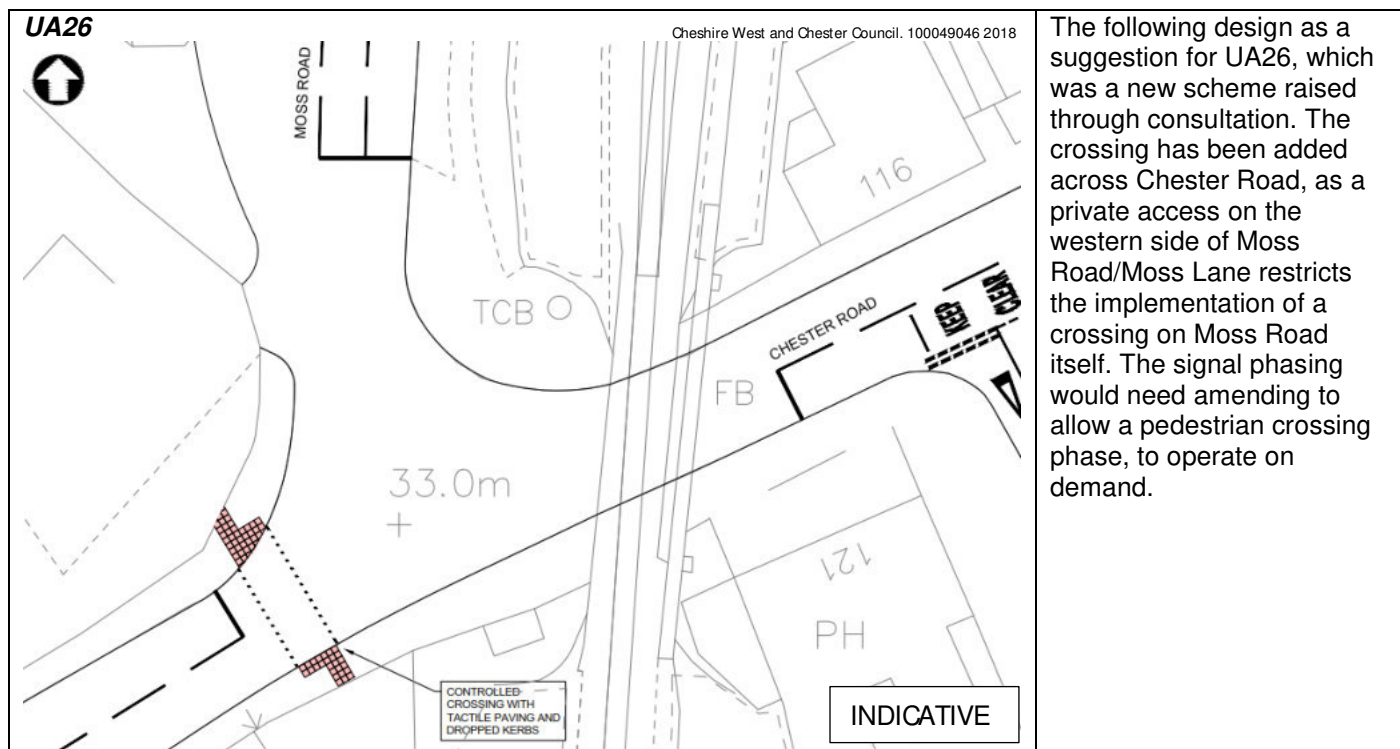 UA26
Cheshire West and Chester Council. 100049046 2018
MOSS ROAD
116
TCB
CHESTER ROAD
KEEP
CLEAR
FB
33.0m
121
PH
CONTROLLED
CROSSING WITH
TACTILE PAVING AND
DROPPED KERBS
INDICATIVE
The following design as a
suggestion for UA26, which
was a new scheme raised
through consultation. The
crossing has been added
across Chester Road, as a
private access on the
western side of Moss
Road/Moss Lane restricts
the implementation of a
crossing on Moss Road
itself. The signal phasing
would need amending to
allow a pedestrian crossing
phase, to operate on
demand.